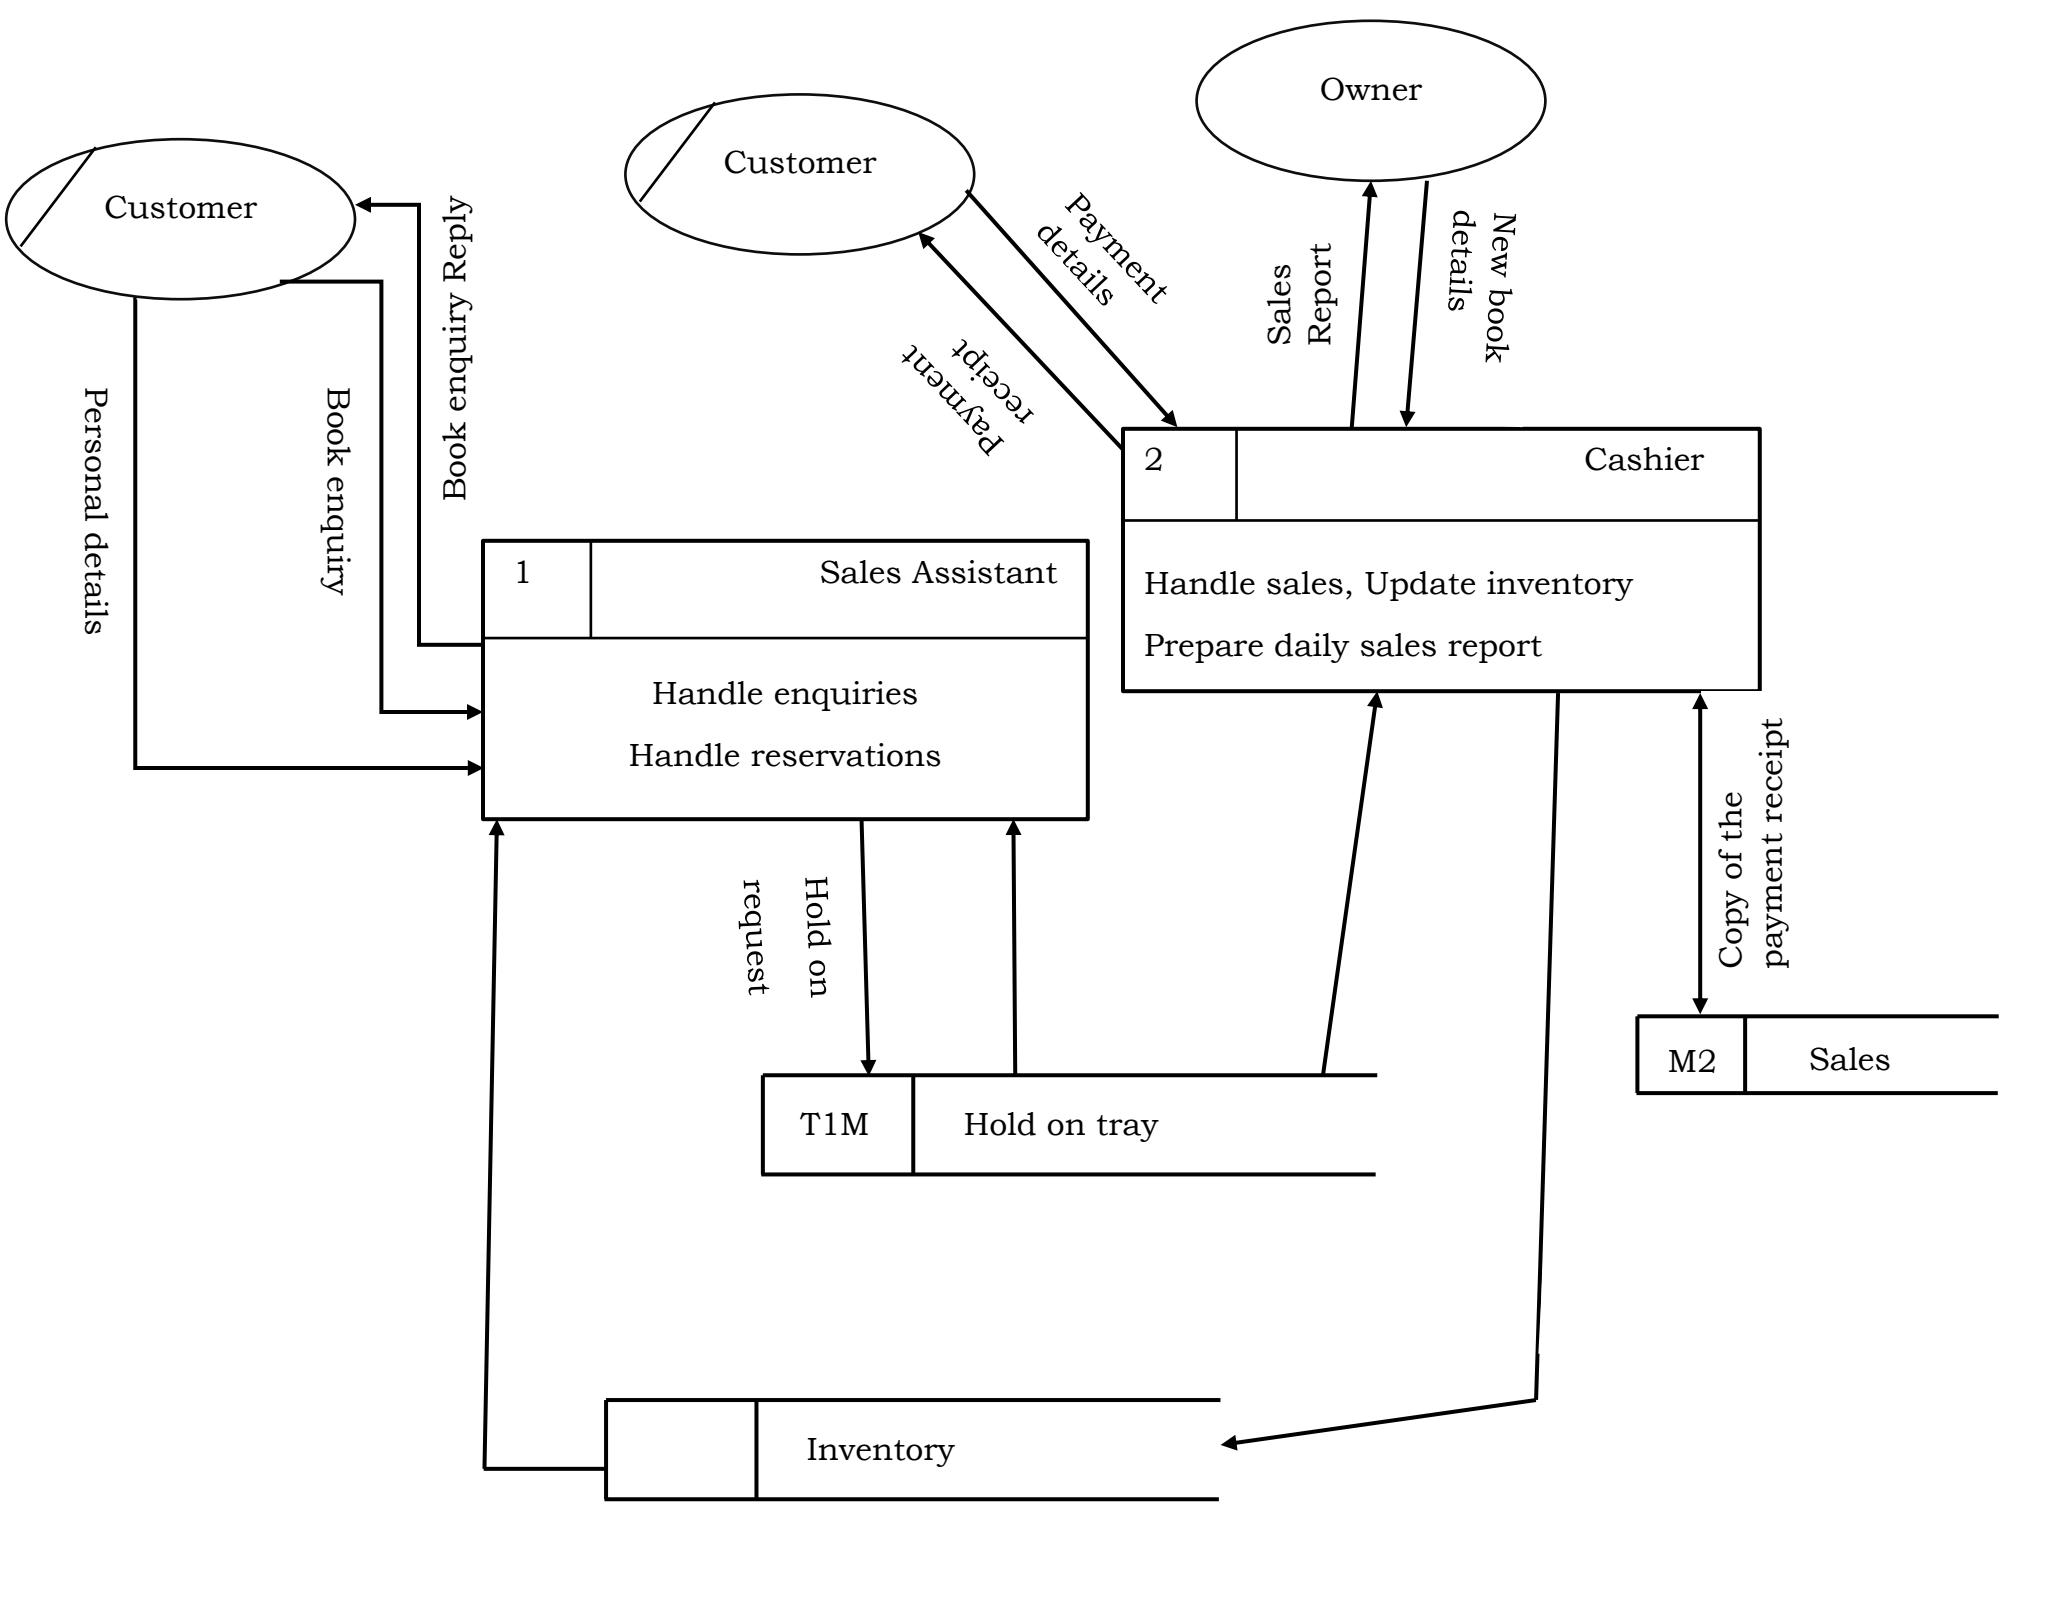 Owner
Customer
Customer
Payment
details
Payment
receipt
Sales
Report
New book
details
Book enquiry Reply
Book enquiry
Personal details
2
Cashier
Handle sales, Update inventory
Prepare daily sales report
1
Sales Assistant
Handle enquiries
Handle reservations
Hold on
request
Copy of the
payment receipt
M2
Sales
T1M
Hold on tray
Inventory